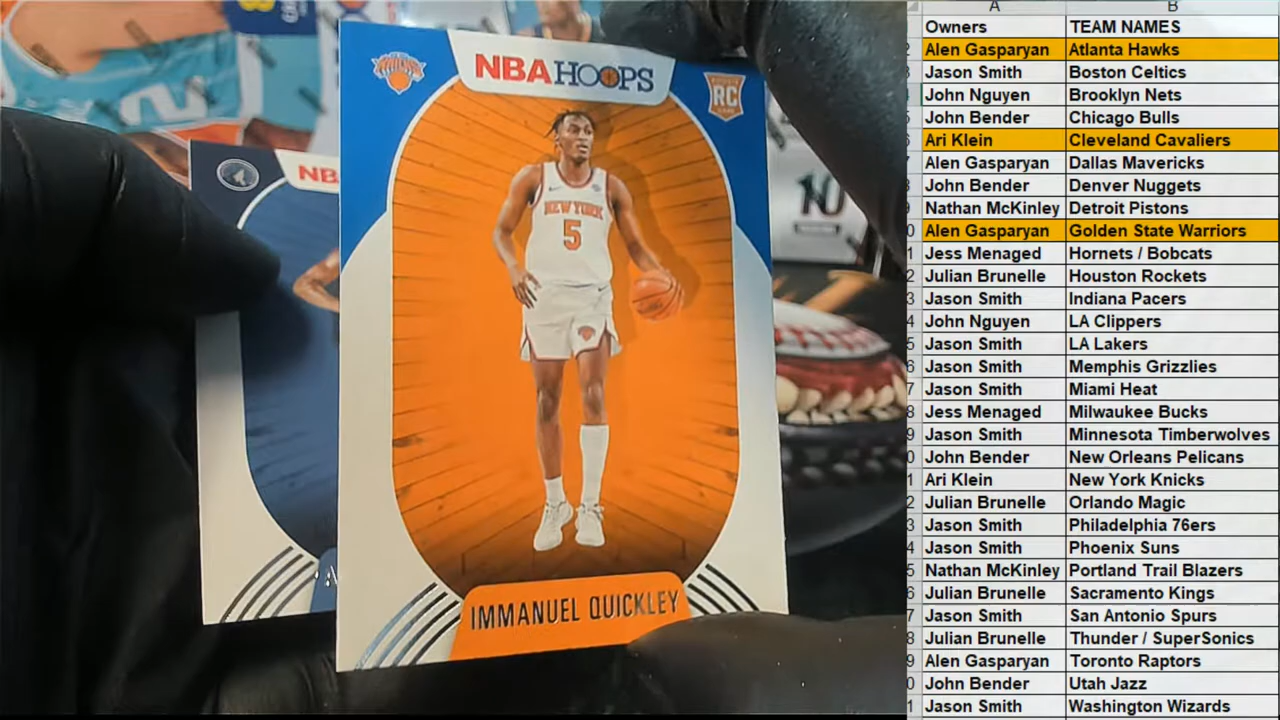 NBA HOOPS
ROOKIE RC
NEW YORK
5
IMMANUEL QUICKLEY
NB
10
A B
Owners TEAM NAMES
Alen Gasparyan Atlanta Hawks
Jason Smith Boston Celtics
John Nguyen Brooklyn Nets
John Bender Chicago Bulls
Ari Klein Cleveland Cavaliers
Alen Gasparyan Dallas Mavericks
John Bender Denver Nuggets
Nathan McKinley Detroit Pistons
Alen Gasparyan Golden State Warriors
Jess Menaged Hornets / Bobcats
Julian Brunelle Houston Rockets
Jason Smith Indiana Pacers
John Nguyen LA Clippers
Jason Smith LA Lakers
Jason Smith Memphis Grizzlies
Jason Smith Miami Heat
Jess Menaged Milwaukee Bucks
Jason Smith Minnesota Timberwolves
John Bender New Orleans Pelicans
Ari Klein New York Knicks
Julian Brunelle Orlando Magic
Jason Smith Philadelphia 76ers
Jason Smith Phoenix Suns
Nathan McKinley Portland Trail Blazers
Julian Brunelle Sacramento Kings
Jason Smith San Antonio Spurs
Julian Brunelle Thunder / SuperSonics
Alen Gasparyan Toronto Raptors
John Bender Utah Jazz
Jason Smith Washington Wizards